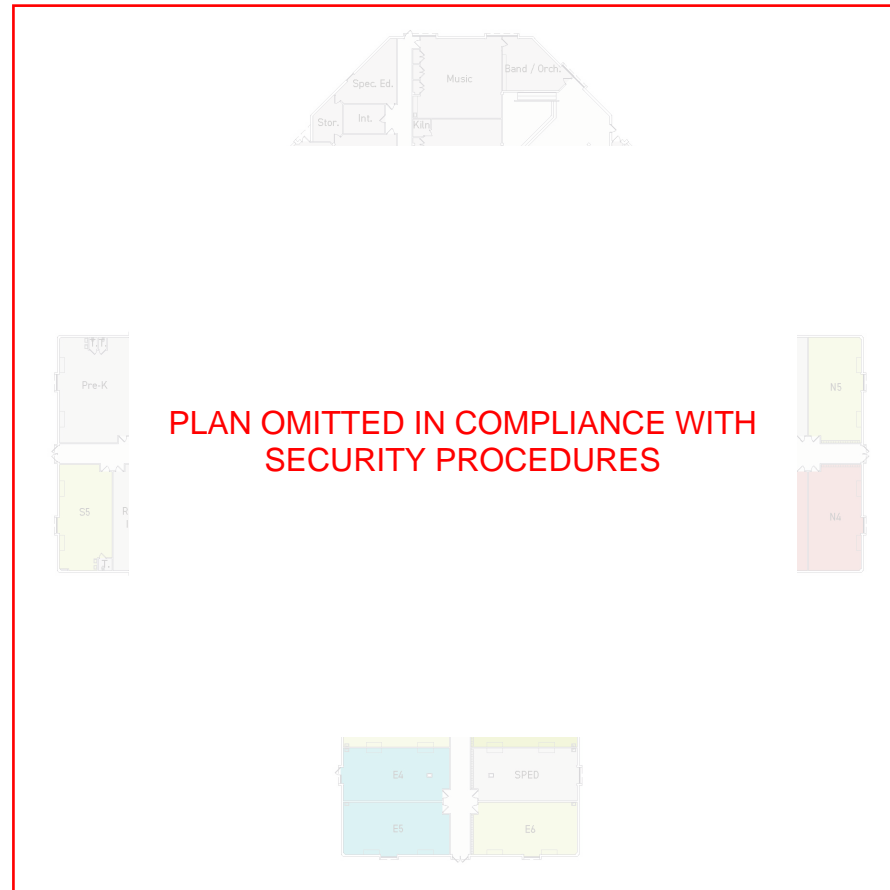 Band / Orch.
Music
Spec. Ed.
Int.
Stor.
Kiln
T. T.
Pre-K
N5
PLAN OMITTED IN COMPLIANCE WITH
SECURITY PROCEDURES
S5
R
N4
T.
E4
SPED
E5
E6